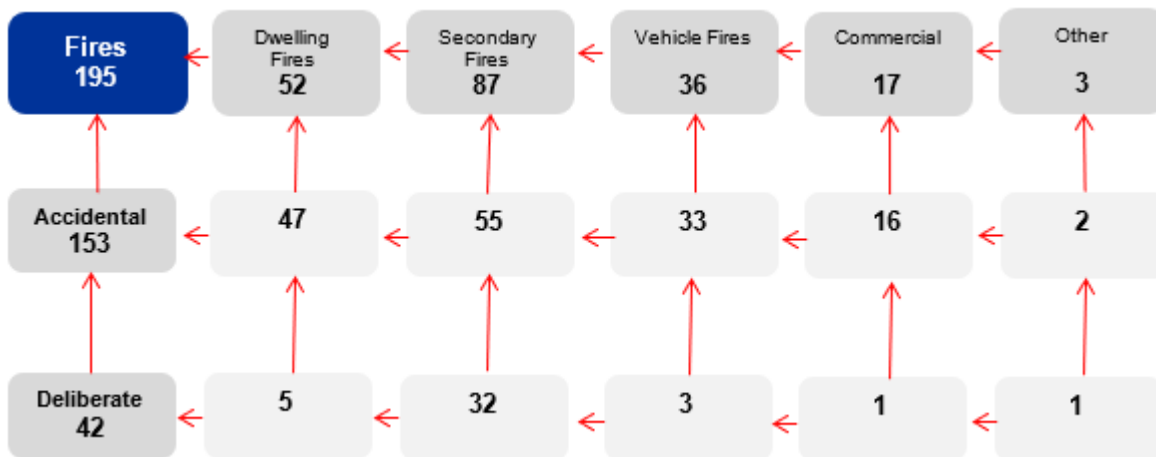 Fires
195
Dwelling
Fires
52
Secondary
Fires
87
Vehicle Fires
36
Commercial
17
Other
3
Accidental
153
47
55
33
16
2
Deliberate
42
5
32
3
1
1